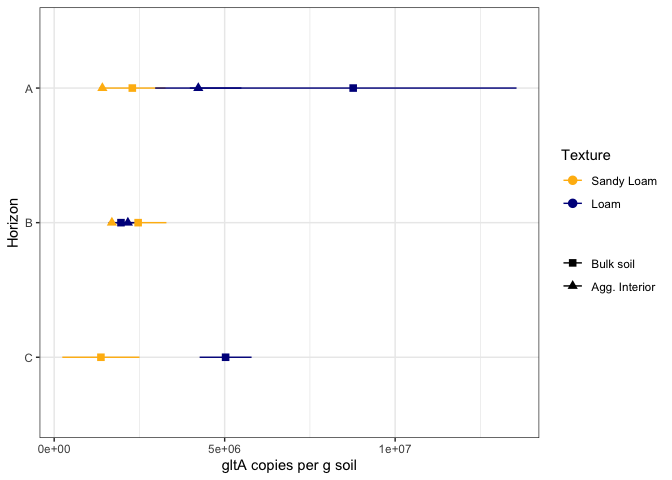 A
B
C
Horizon
0e+00
5e+06
1e+07
gltA copies per g soil
Texture
Sandy Loam
Loam
Bulk soil
Agg. Interior